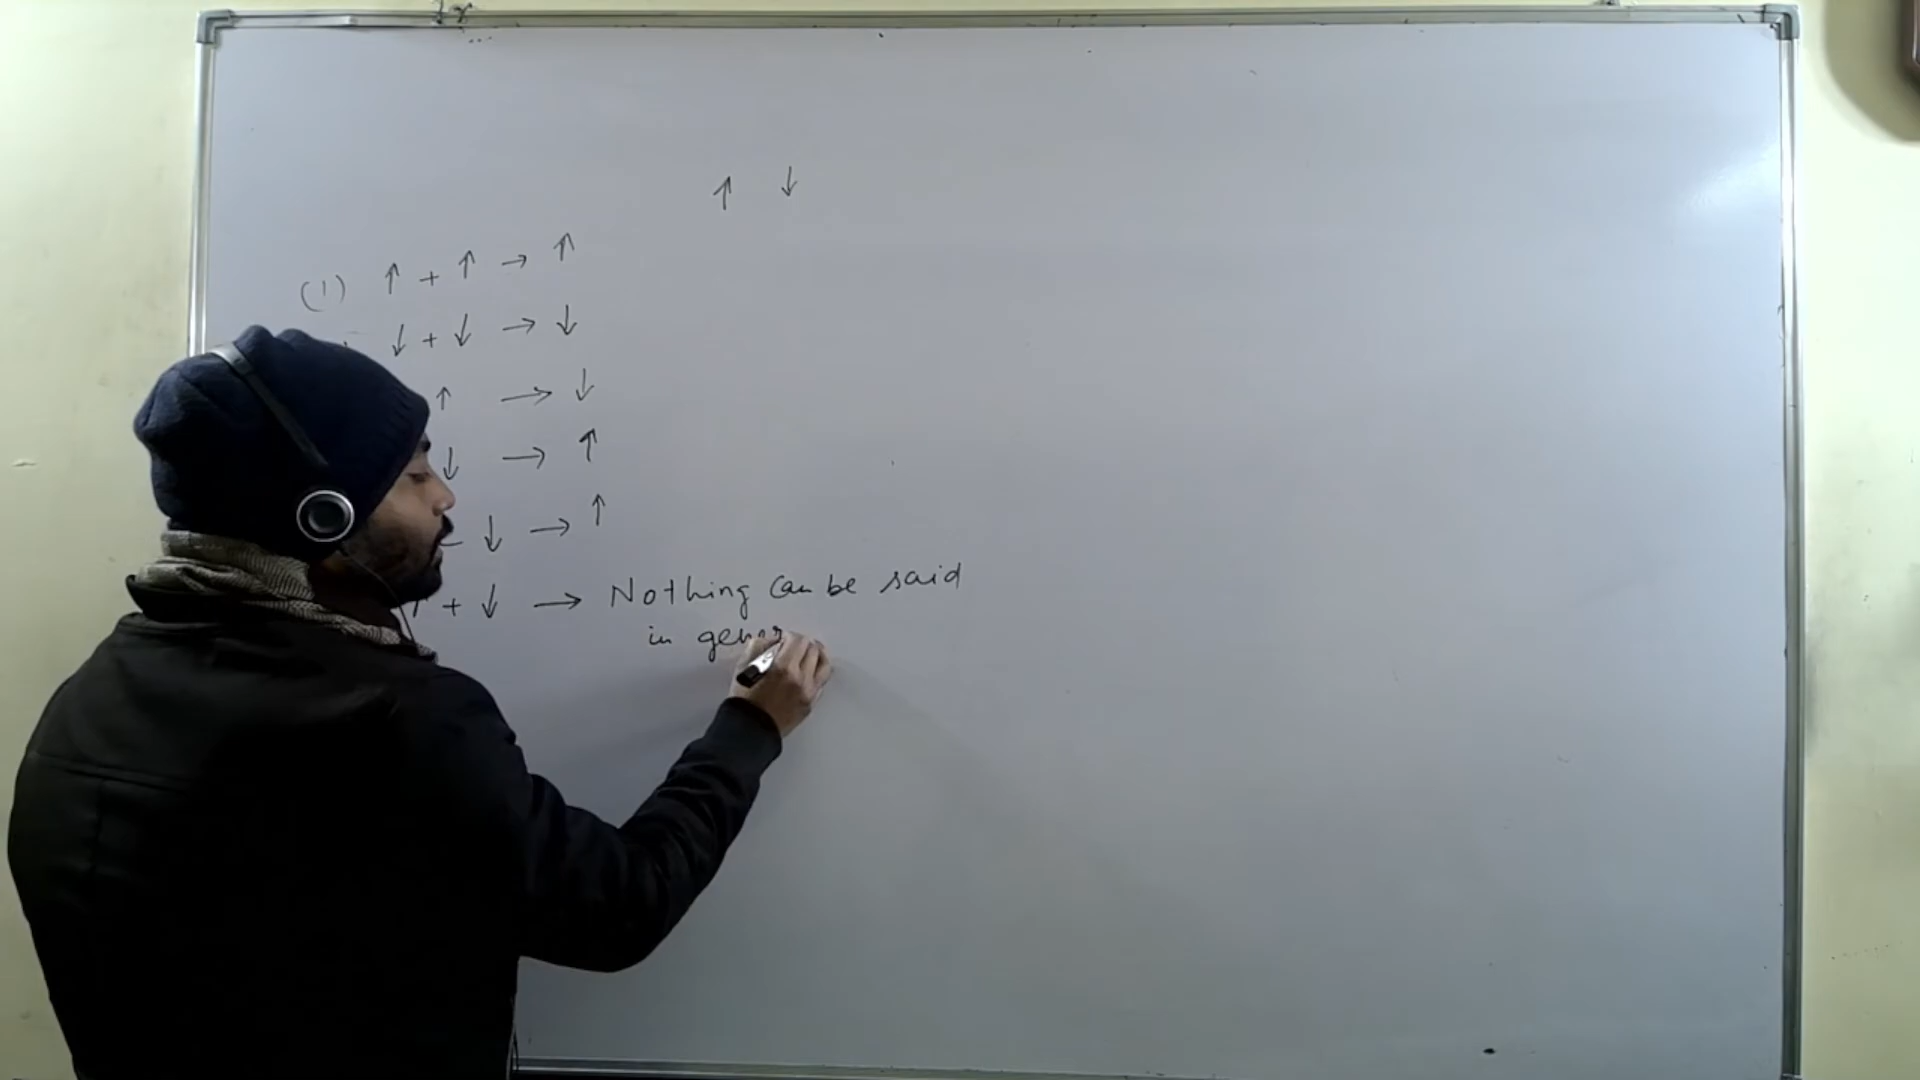 ↑ ↓
(1) ↑ + ↑ → ↑
↓ + ↓ → ↓
↑ → ↓
↓ → ↑
- ↓ → ↑
↑ + ↓ → Nothing can be said
in gener